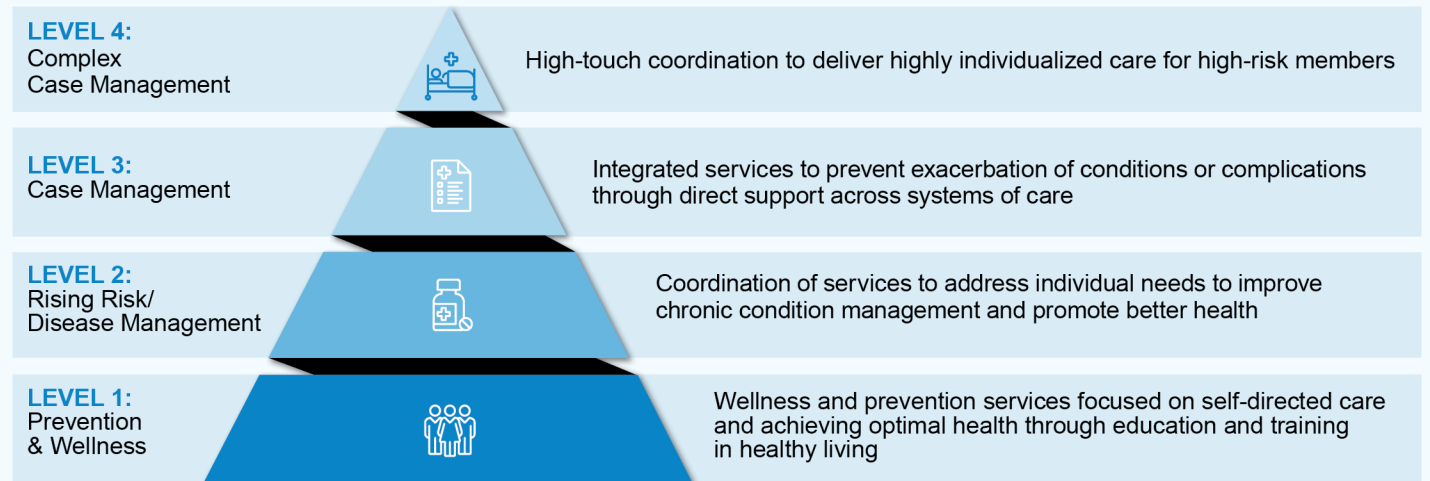 LEVEL 4:
Complex
Case Management
High-touch coordination to deliver highly individualized care for high-risk members
LEVEL 3:
Case Management
Integrated services to prevent exacerbation of conditions or complications
through direct support across systems of care
LEVEL 2:
Rising Risk/
Disease Management
Coordination of services to address individual needs to improve
chronic condition management and promote better health
LEVEL 1:
Prevention
& Wellness
Wellness and prevention services focused on self-directed care
and achieving optimal health through education and training
in healthy living